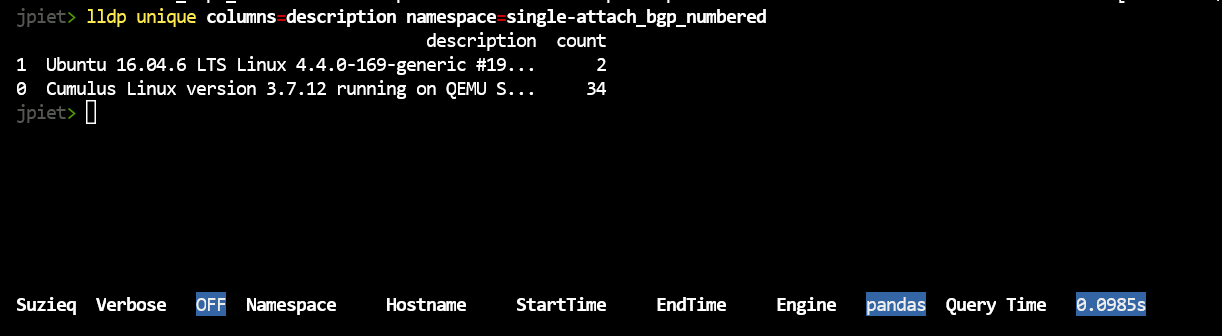 jpiet> lldp unique columns=description namespace=single-attach_bgp_numbered
description count
1 Ubuntu 16.04.6 LTS Linux 4.4.0-169-generic #19... 2
0 Cumulus Linux version 3.7.12 running on QEMU S... 34
jpiet>
Suzieq Verbose OFF Namespace Hostname StartTime EndTime Engine pandas Query Time 0.0985s